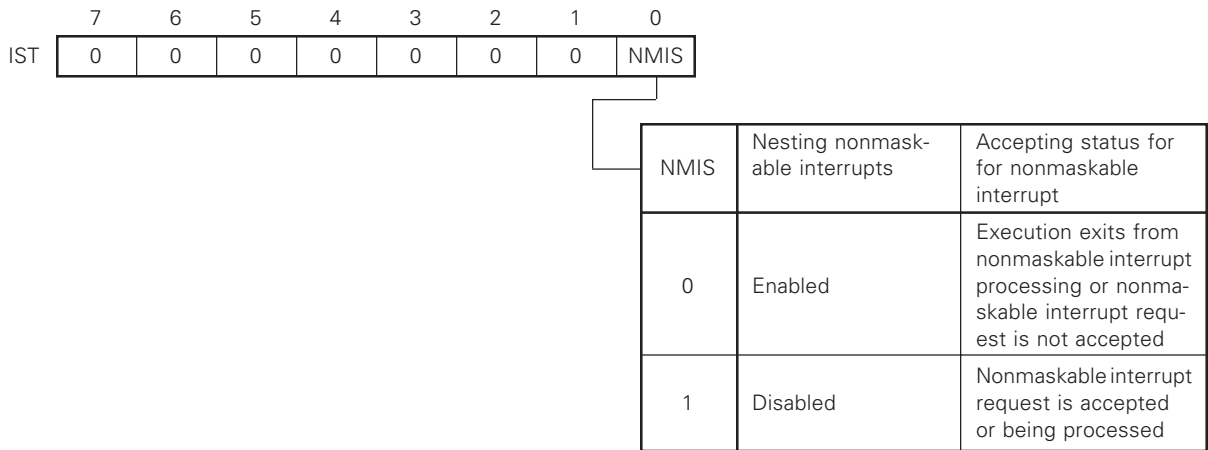 7 6 5 4 3 2 1 0
IST 0 0 0 0 0 0 0 NMIS
NMIS
Nesting nonmask-
able interrupts
Accepting status for
for nonmaskable
interrupt
0
Enabled
Execution exits from
nonmaskable interrupt
processing or nonma-
skable interrupt requ-
est is not accepted
1
Disabled
Nonmaskable interrupt
request is accepted
or being processed